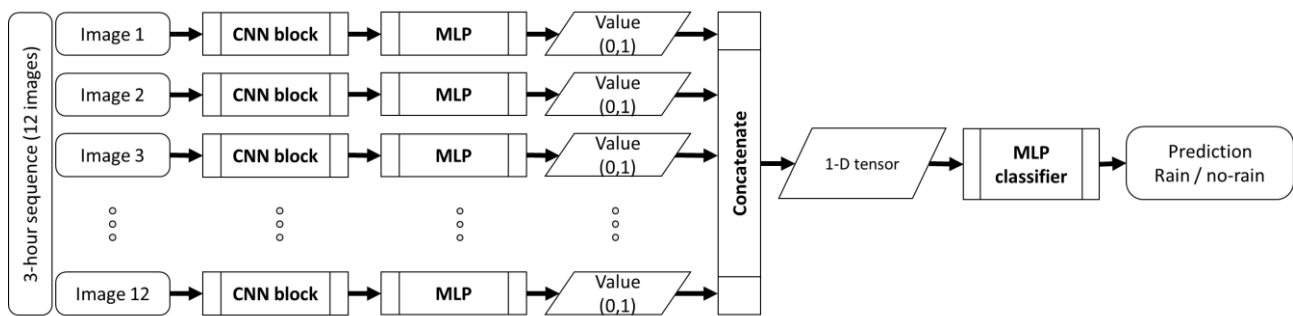 3-hour sequence (12 images)
Image 1
CNN block
MLP
Value
(0,1)
Image 2
CNN block
MLP
Value
(0,1)
Image 3
CNN block
MLP
Value
(0,1)
Image 12
CNN block
MLP
Value
(0,1)
Concatenate
1-D tensor
MLP
classifier
Prediction
Rain / no-rain